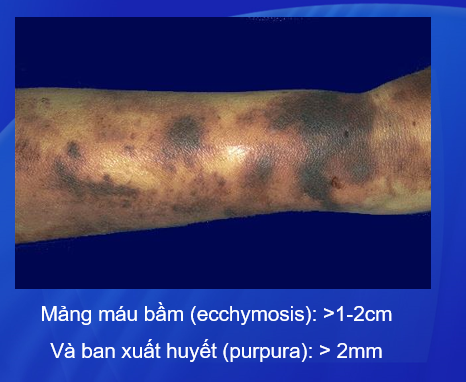 Mảng máu bầm (ecchymosis): >1-2cm
Và ban xuất huyết (purpura): > 2mm